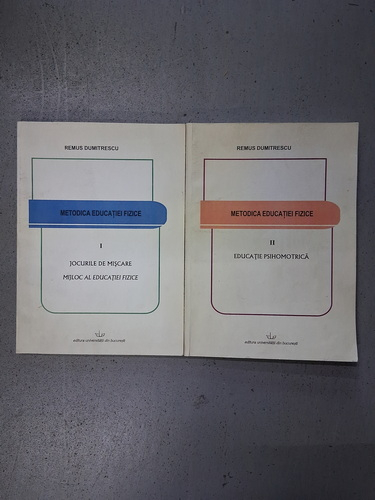 REMUS DUMITRESCU
METODICA EDUCAȚIEI FIZICE
I
JOCURILE DE MIȘCARE
MIJLOC AL EDUCAȚIEI FIZICE
editura universității din bucurești
REMUS DUMITRESCU
METODICA EDUCAȚIEI FIZICE
II
EDUCAȚIE PSIHOMOTRICĂ
editura universității din bucurești